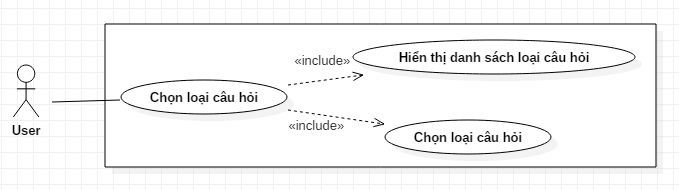 «include»
Hiển thị danh sách loại câu hỏi
Chọn loại câu hỏi
User
«include»
Chọn loại câu hỏi